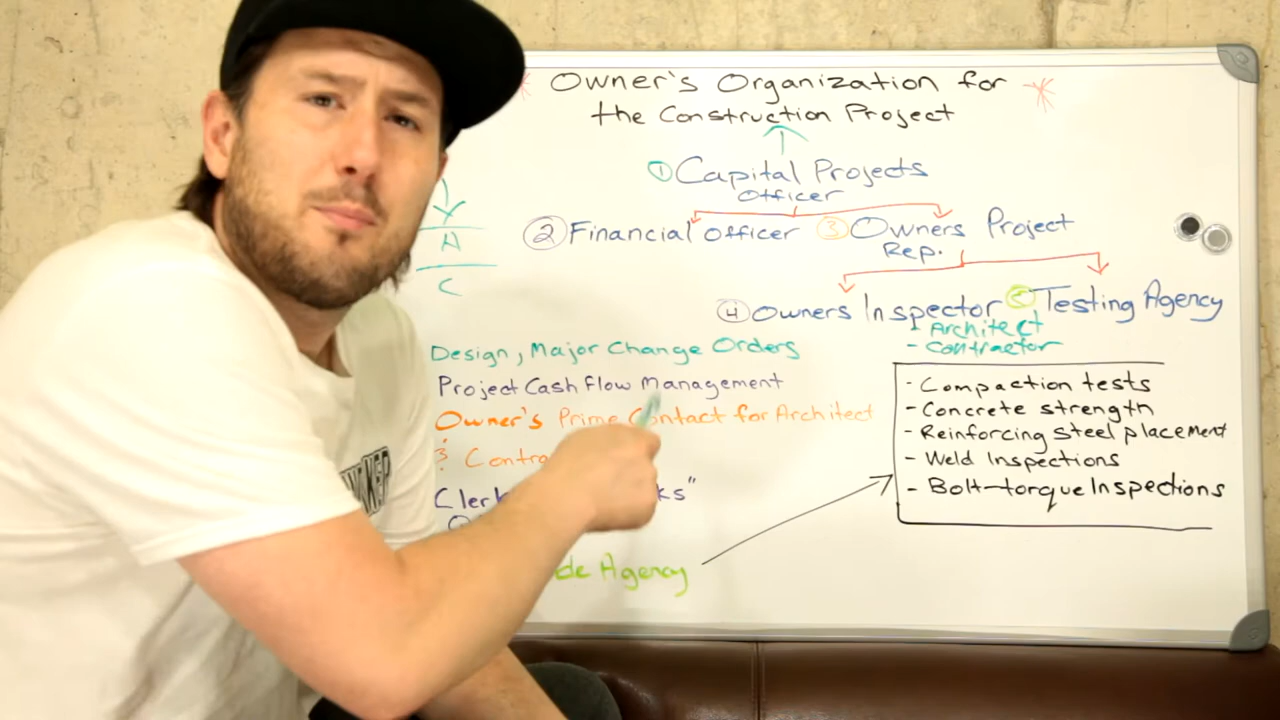 Owner's Organization for
the Construction Project
① Capital Projects
Officer
② Financial Officer ③ Owners Project
Rep.
④ Owners Inspector ⑤ Testing Agency
- Architect
- Contractor
A
C
Design, Major Change Orders
Project Cash Flow Management
Owner's Prime Contact for Architect
Agency
- Compaction tests
- Concrete strength
- Reinforcing Steel placement
- Weld Inspections
- Bolt-torque Inspections